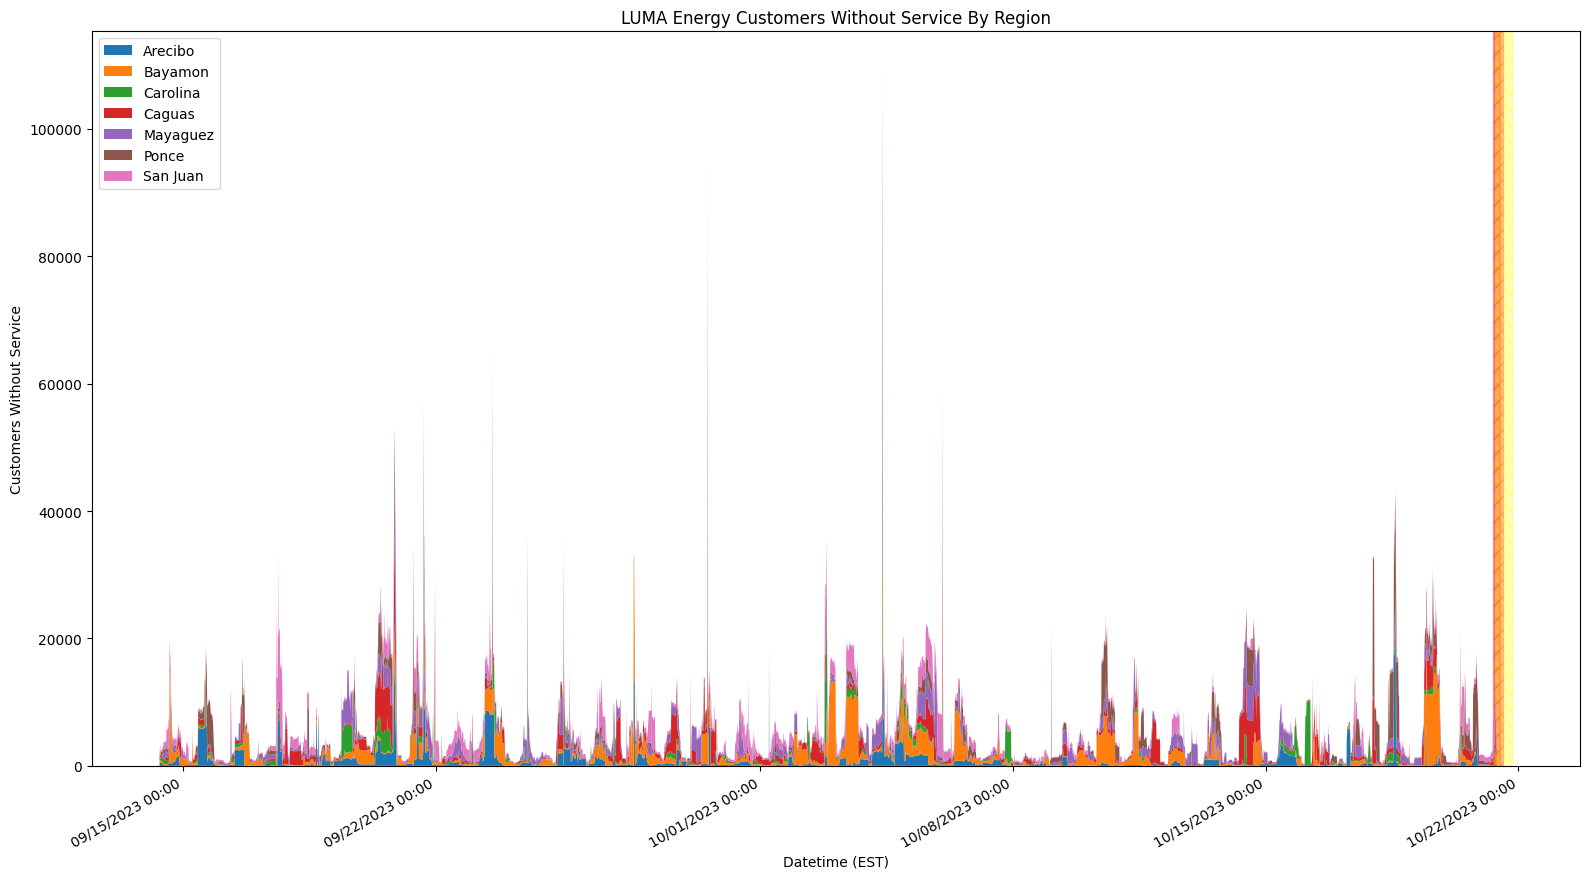 LUMA Energy Customers Without Service By Region
Arecibo
Bayamon
Carolina
Caguas
Mayaguez
Ponce
San Juan
100000
80000
60000
40000
20000
0
Customers Without Service
09/15/2023 00:00
09/22/2023 00:00
10/01/2023 00:00
10/08/2023 00:00
10/15/2023 00:00
10/22/2023 00:00
Datetime (EST)